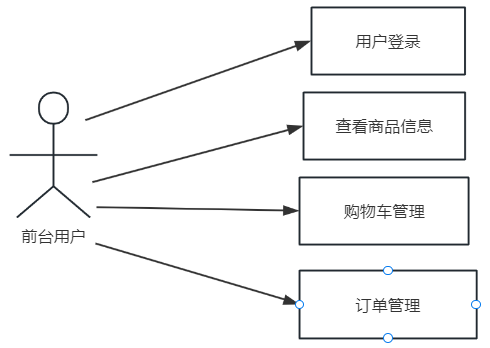 用户登录
查看商品信息
购物车管理
前台用户
订单管理